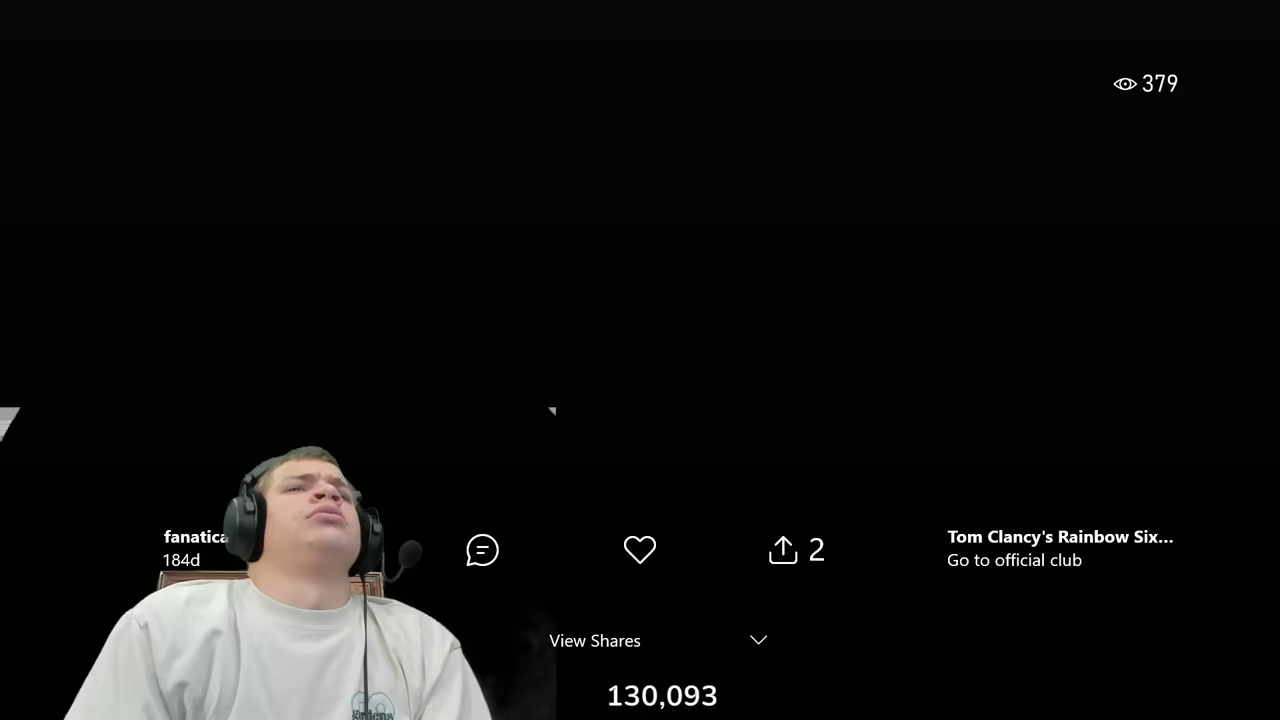 379
fanatica
184d
2
Tom Clancy's Rainbow Six...
Go to official club
View Shares
130,093